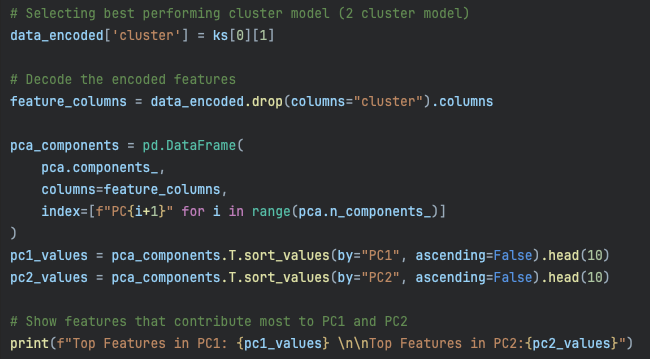 # Selecting best performing cluster model (2 cluster model)
data_encoded['cluster'] = ks[0][1]

# Decode the encoded features
feature_columns = data_encoded.drop(columns="cluster").columns

pca_components = pd.DataFrame(
    pca.components_,
    columns=feature_columns,
    index=[f"PC{i+1}" for i in range(pca.n_components_)]
)
pc1_values = pca_components.T.sort_values(by="PC1", ascending=False).head(10)
pc2_values = pca_components.T.sort_values(by="PC2", ascending=False).head(10)

# Show features that contribute most to PC1 and PC2
print(f"Top Features in PC1: {pc1_values} \n\nTop Features in PC2:{pc2_values}")